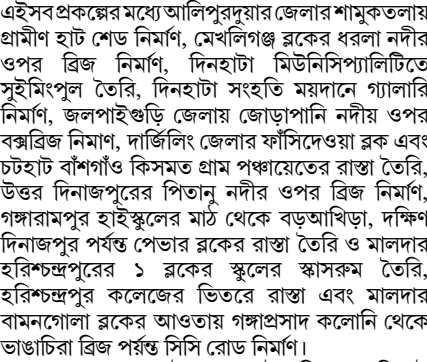 এইসব প্রকল্পের মধ্যে আলিপুরদুয়ার জেলার শামুকতলায়
গ্রামীণ হাট শেড নির্মাণ, মেখলিগঞ্জ ব্লকের ধরলা নদীর
ওপর ব্রিজ নির্মাণ, দিনহাটা মিউনিসিপ্যালিটিতে
সুইমিংপুল তৈরি, দিনহাটা সংহতি ময়দানে গ্যালারি
নির্মাণ, জলপাইগুড়ি জেলায় জোড়াপানি নদীয় ওপর
বক্সব্রিজ নিমাণ, দার্জিলিং জেলার ফাঁসিদেওয়া ব্লক এবং
চটহাট বাঁশগাঁও কিসমত গ্রাম পঞ্চায়েতের রাস্তা তৈরি,
উত্তর দিনাজপুরের পিতানু নদীর ওপর ব্রিজ নির্মাণ,
গঙ্গারামপুর হাইস্কুলের মাঠ থেকে বড়আখিড়া, দক্ষিণ
দিনাজপুর পর্যন্ত পেভার ব্লকের রাস্তা তৈরি ও মালদার
হরিশ্চন্দ্রপুরের ১ ব্লকের স্কুলের ক্লাসরুম তৈরি,
হরিশ্চন্দ্রপুর কলেজের ভিতরে রাস্তা এবং মালদার
বামনগোলা ব্লকের আওতায় গঙ্গাপ্রসাদ কলোনি থেকে
ভাঙাচিরা ব্রিজ পর্য়ন্ত সিসি রোড নির্মাণ।